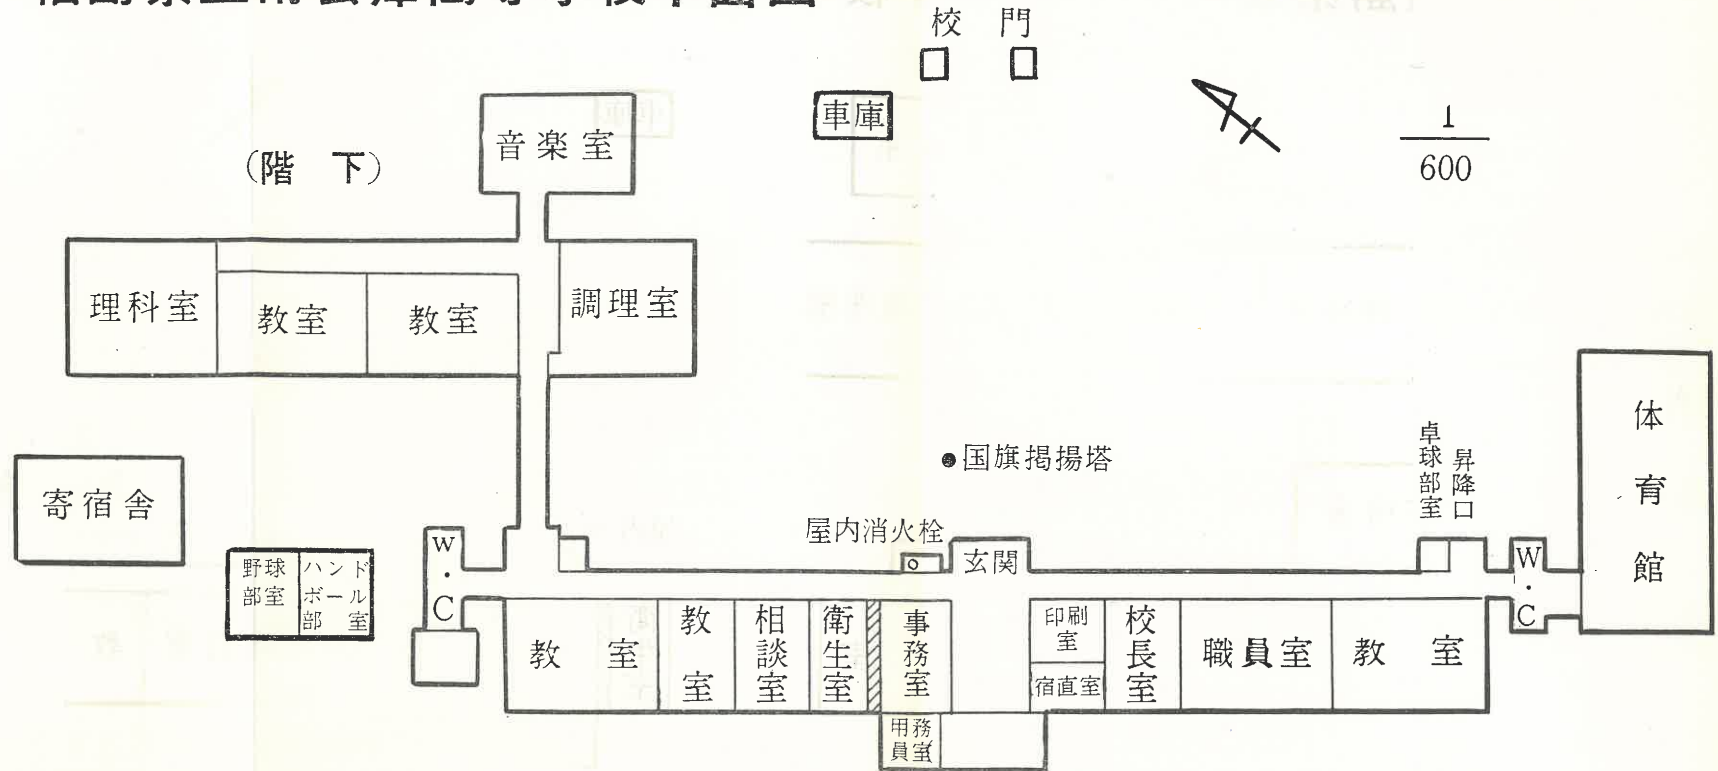 校 門
車庫
1
600
音楽室
(階 下)
理科室
教室
教室
調理室
体育館
卓球部室
昇降口
●国旗掲揚塔
寄宿舎
屋内消火栓
玄関
W・C
野球
部室
ハンド
ボール
部 室
W・C
教 室
教室
相談室
衛生室
事務室
印刷
室
宿直室
校長室
職員室
教 室
用務
員室